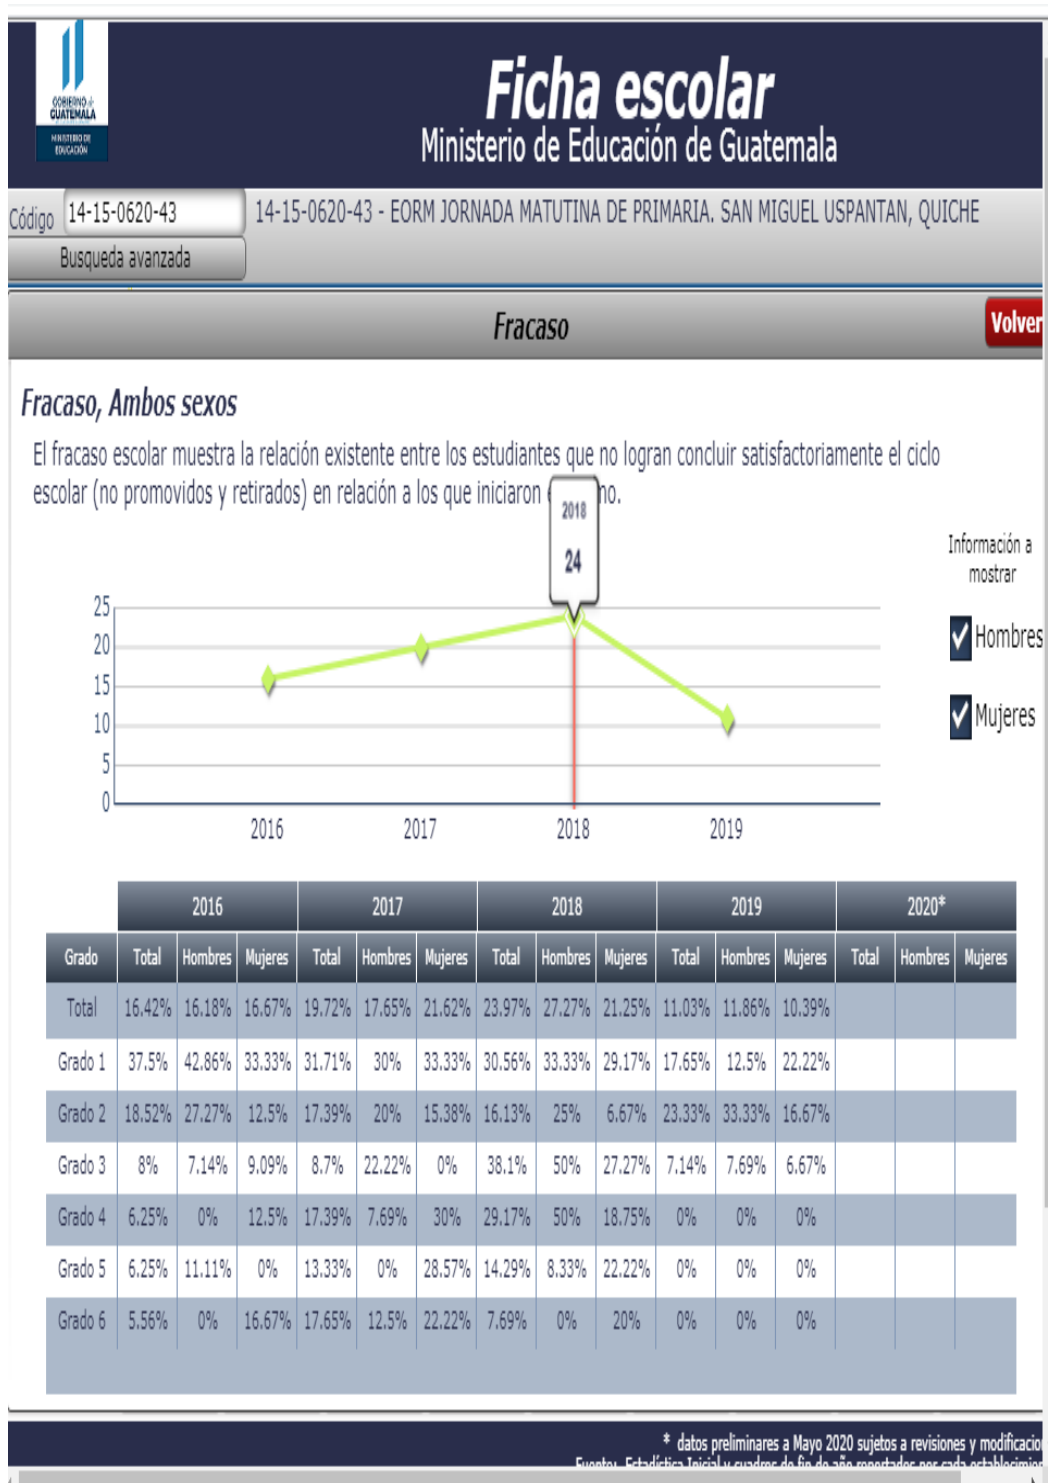 GOBIERNO de
GUATEMALA
MINISTERIO DE
EDUCACIÓN
Ficha escolar
Ministerio de Educación de Guatemala
Código 14-15-0620-43 14-15-0620-43 - EORM JORNADA MATUTINA DE PRIMARIA. SAN MIGUEL USPANTAN, QUICHE
Busqueda avanzada
Fracaso Volver
Fracaso, Ambos sexos
El fracaso escolar muestra la relación existente entre los estudiantes que no logran concluir satisfactoriamente el ciclo
escolar (no promovidos y retirados) en relación a los que iniciaron no.
2018
24
Información a
mostrar
Hombres
Mujeres
25
20
15
10
5
0
2016 2017 2018 2019
2016 2017 2018 2019 2020*
Grado Total Hombres Mujeres Total Hombres Mujeres Total Hombres Mujeres Total Hombres Mujeres Total Hombres Mujeres
Total 16.42% 16.18% 16.67% 19.72% 17.65% 21.62% 23.97% 27.27% 21.25% 11.03% 11.86% 10.39%
Grado 1 37.5% 42.86% 33.33% 31.71% 30% 33.33% 30.56% 33.33% 29.17% 17.65% 12.5% 22.22%
Grado 2 18.52% 27.27% 12.5% 17.39% 20% 15.38% 16.13% 25% 6.67% 23.33% 33.33% 16.67%
Grado 3 8% 7.14% 9.09% 8.7% 22.22% 0% 38.1% 50% 27.27% 7.14% 7.69% 6.67%
Grado 4 6.25% 0% 12.5% 17.39% 7.69% 30% 29.17% 50% 18.75% 0% 0% 0%
Grado 5 6.25% 11.11% 0% 13.33% 0% 28.57% 14.29% 8.33% 22.22% 0% 0% 0%
Grado 6 5.56% 0% 16.67% 17.65% 12.5% 22.22% 7.69% 0% 20% 0% 0% 0%
* datos preliminares a Mayo 2020 sujetos a revisiones y modificacio
Fuente: Estadística Inicial y cuadros de fin de año reportados por cada establecimien